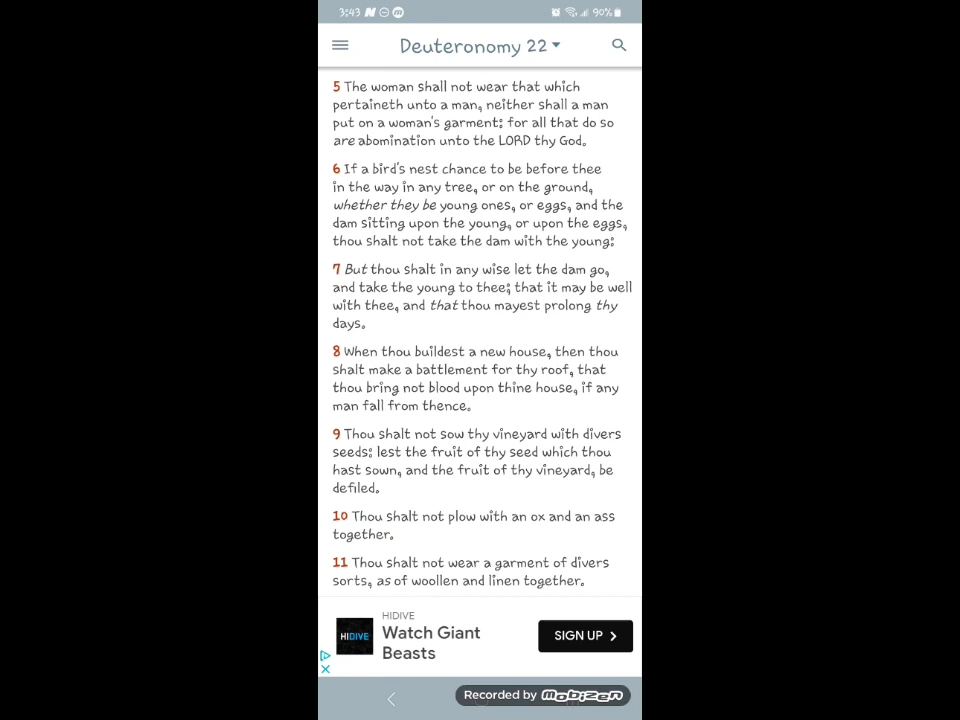 3:43
90%
Deuteronomy 22
5 The woman shall not wear that which
pertaineth unto a man, neither shall a man
put on a woman's garment: for all that do so
are abomination unto the LORD thy God.
6 If a bird's nest chance to be before thee
in the way in any tree, or on the ground,
whether they be young ones, or eggs, and the
dam sitting upon the young, or upon the eggs,
thou shalt not take the dam with the young:
7 But thou shalt in any wise let the dam go,
and take the young to thee; that it may be well
with thee, and that thou mayest prolong thy
days.
8 When thou buildest a new house, then thou
shalt make a battlement for thy roof, that
thou bring not blood upon thine house, if any
man fall from thence.
9 Thou shalt not sow thy vineyard with divers
seeds: lest the fruit of thy seed which thou
hast sown, and the fruit of thy vineyard, be
defiled.
10 Thou shalt not plow with an ox and an ass
together.
11 Thou shalt not wear a garment of divers
sorts, as of woollen and linen together.
HIDIVE
HIDIVE
Watch Giant
Beasts
SIGN UP
Recorded by mobizen